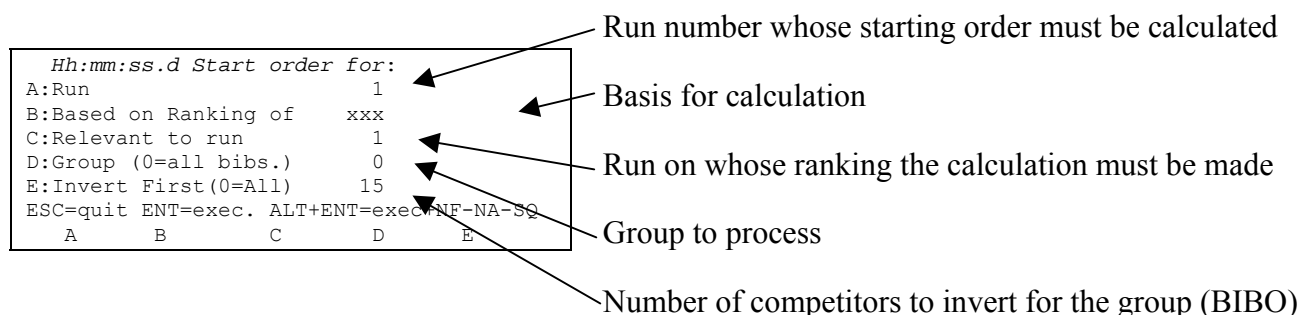 Run number whose starting order must be calculated
Hh:mm:ss.d Start order for:
A:Run 1
B:Based on Ranking of xxx
Basis for calculation
C:Relevant to run 1
D:Group (0=all bibs.) 0
Run on whose ranking the calculation must be made
E:Invert First(0=All) 15
ESC=quit ENT=exec. ALT+ENT=exec+NF-NA-SQ
A B C D E
Group to process
Number of competitors to invert for the group (BIBO)